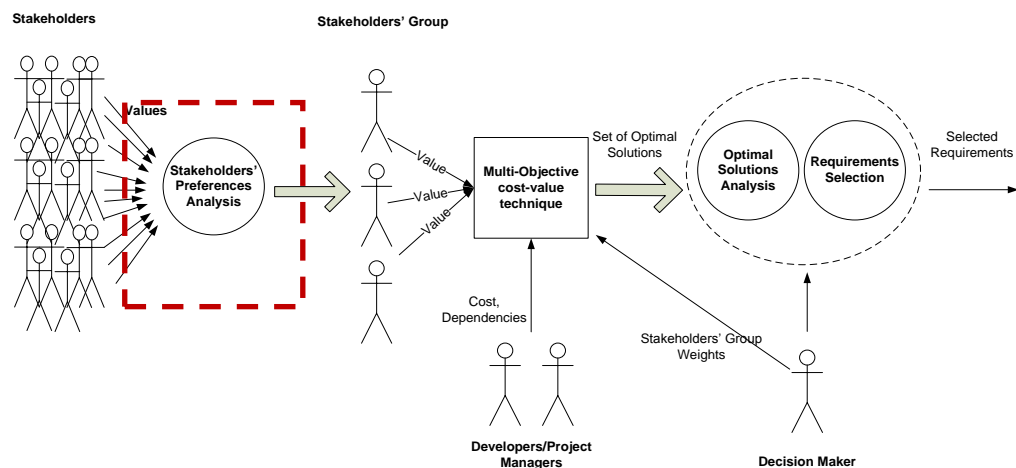 Stakeholders
Stakeholders' Group
Values
Stakeholders'
Preferences
Analysis
Value
Value
Value
Multi-Objective
cost-value
technique
Set of Optimal
Solutions
Optimal
Solutions
Analysis
Requirements
Selection
Selected
Requirements
Cost,
Dependencies
Stakeholders' Group
Weights
Developers/Project
Managers
Decision Maker